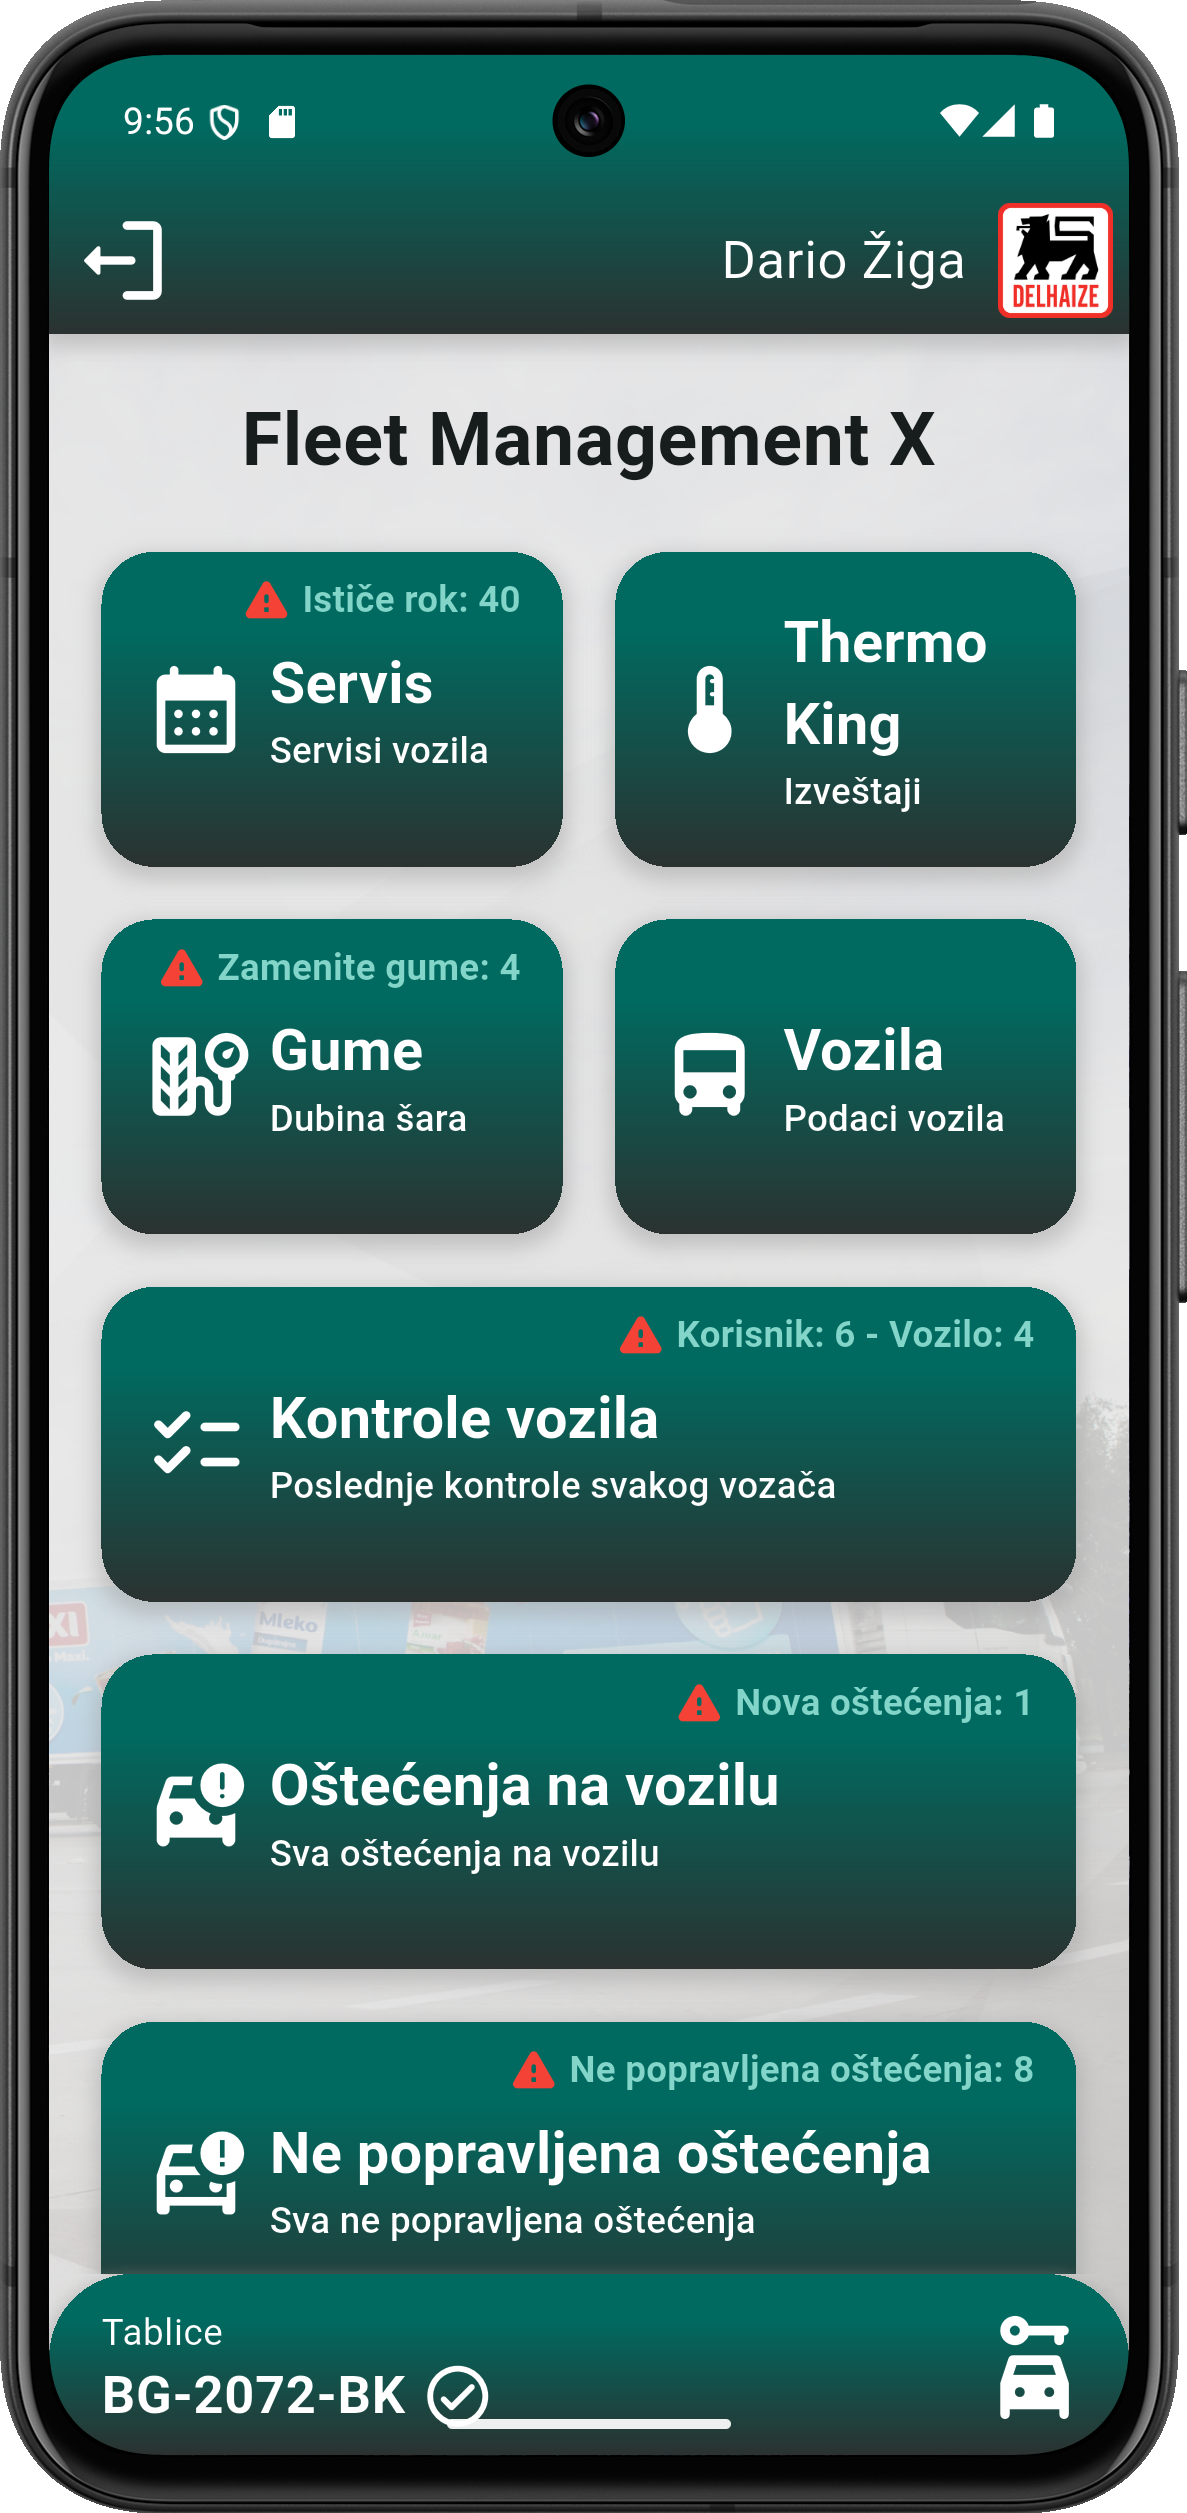 9:56
Dario Žiga
DELHAIZE
Fleet Management X
Ističe rok: 40
Servis
Servisi vozila
Thermo
King
Izveštaji
Zamenite gume: 4
Gume
Dubina šara
Vozila
Podaci vozila
Korisnik: 6 - Vozilo: 4
Kontrole vozila
Poslednje kontrole svakog vozača
XI
Maxi.
Mleko
Nova oštećenja: 1
Oštećenja na vozilu
Sva oštećenja na vozilu
Ne popravljena oštećenja: 8
Ne popravljena oštećenja
Sva ne popravljena oštećenja
Tablice
BG-2072-BK